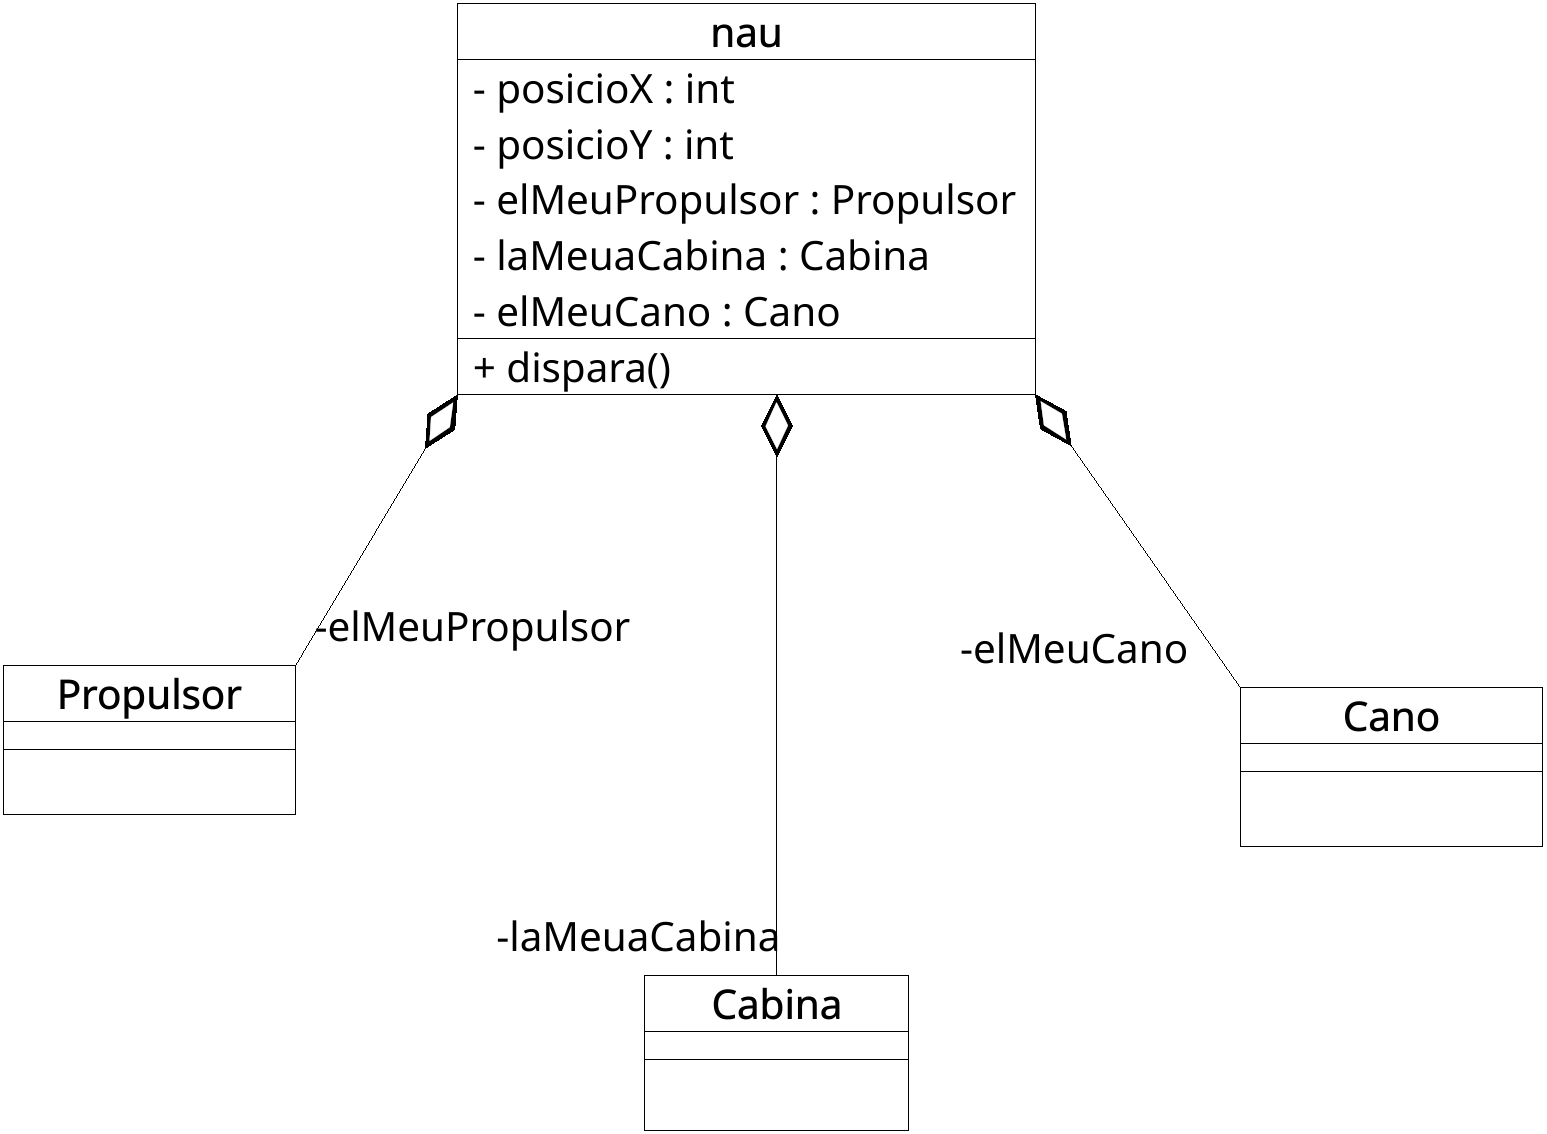 nau
- posicioX : int
- posicioY : int
- elMeuPropulsor : Propulsor
- laMeuaCabina : Cabina
- elMeuCano : Cano
+ dispara()
-elMeuPropulsor
-elMeuCano
Propulsor
Cano
-laMeuaCabina
Cabina